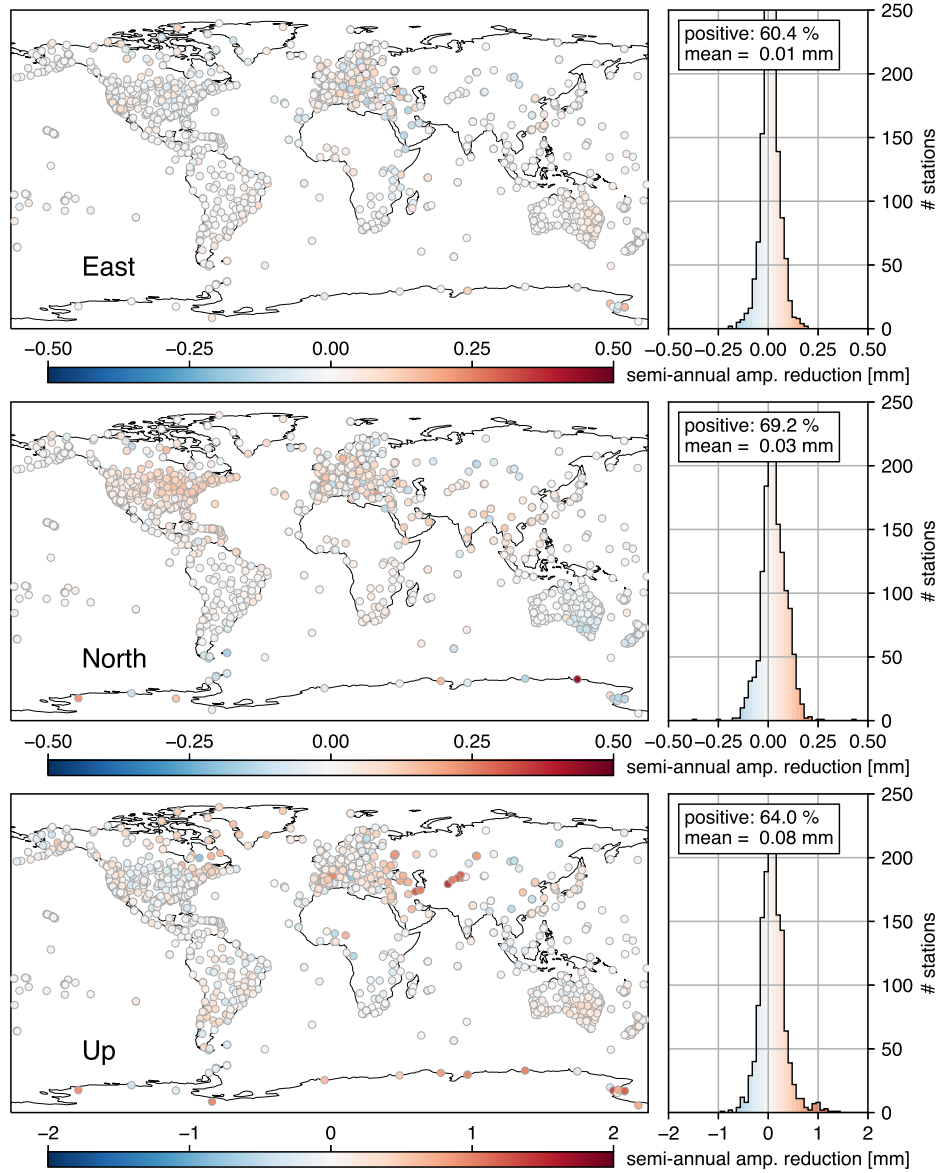 positive: 60.4 %
mean =  0.01 mm
250
200
150
100
50
0
# stations
East
−0.50 −0.25 0.00 0.25 0.50
−0.50 −0.25 0.00 0.25 0.50
semi-annual amp. reduction [mm]
positive: 69.2 %
mean =  0.03 mm
250
200
150
100
50
0
# stations
North
−0.50 −0.25 0.00 0.25 0.50
−0.50 −0.25 0.00 0.25 0.50
semi-annual amp. reduction [mm]
positive: 64.0 %
mean =  0.08 mm
250
200
150
100
50
0
# stations
Up
−2 −1 0 1 2
−2 −1 0 1 2
semi-annual amp. reduction [mm]